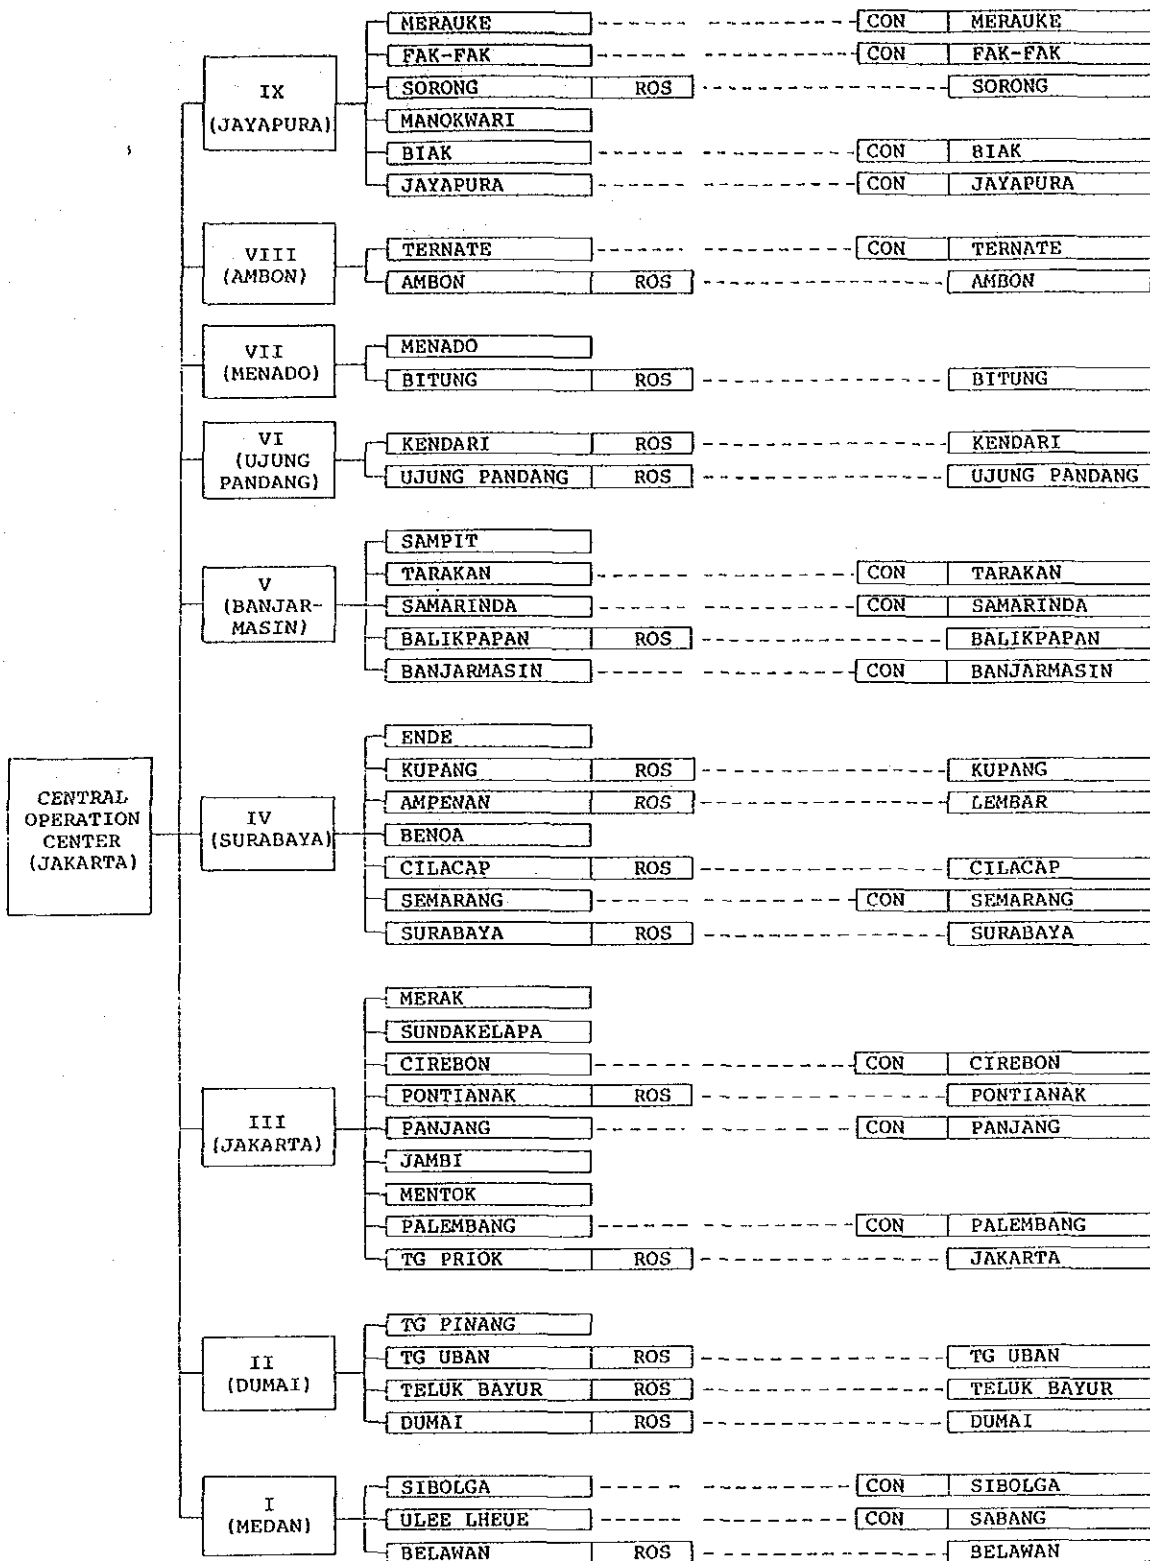 MERAUKE CON MERAUKE
FAK-FAK CON FAK-FAK
IX
(JAYAPURA)
SORONG ROS SORONG
MANOKWARI
BIAK CON BIAK
JAYAPURA CON JAYAPURA
VIII
(AMBON)
TERNATE CON TERNATE
AMBON ROS AMBON
VII
(MENADO)
MENADO
BITUNG ROS BITUNG
VI
(UJUNG
PANDANG)
KENDARI ROS KENDARI
UJUNG PANDANG ROS UJUNG PANDANG
V
(BANJAR-
MASIN)
SAMPIT
TARAKAN CON TARAKAN
SAMARINDA CON SAMARINDA
BALIKPAPAN ROS BALIKPAPAN
BANJARMASIN CON BANJARMASIN
CENTRAL
OPERATION
CENTER
(JAKARTA)
IV
(SURABAYA)
ENDE
KUPANG ROS KUPANG
AMPENAN ROS LEMBAR
BENOA
CILACAP ROS CILACAP
SEMARANG CON SEMARANG
SURABAYA ROS SURABAYA
III
(JAKARTA)
MERAK
SUNDAKELAPA
CIREBON CON CIREBON
PONTIANAK ROS PONTIANAK
PANJANG CON PANJANG
JAMBI
MENTOK
PALEMBANG CON PALEMBANG
TG PRIOK ROS JAKARTA
II
(DUMAI)
TG PINANG
TG UBAN ROS TG UBAN
TELUK BAYUR ROS TELUK BAYUR
DUMAI ROS DUMAI
I
(MEDAN)
SIBOLGA CON SIBOLGA
ULEE LHEUE CON SABANG
BELAWAN ROS BELAWAN